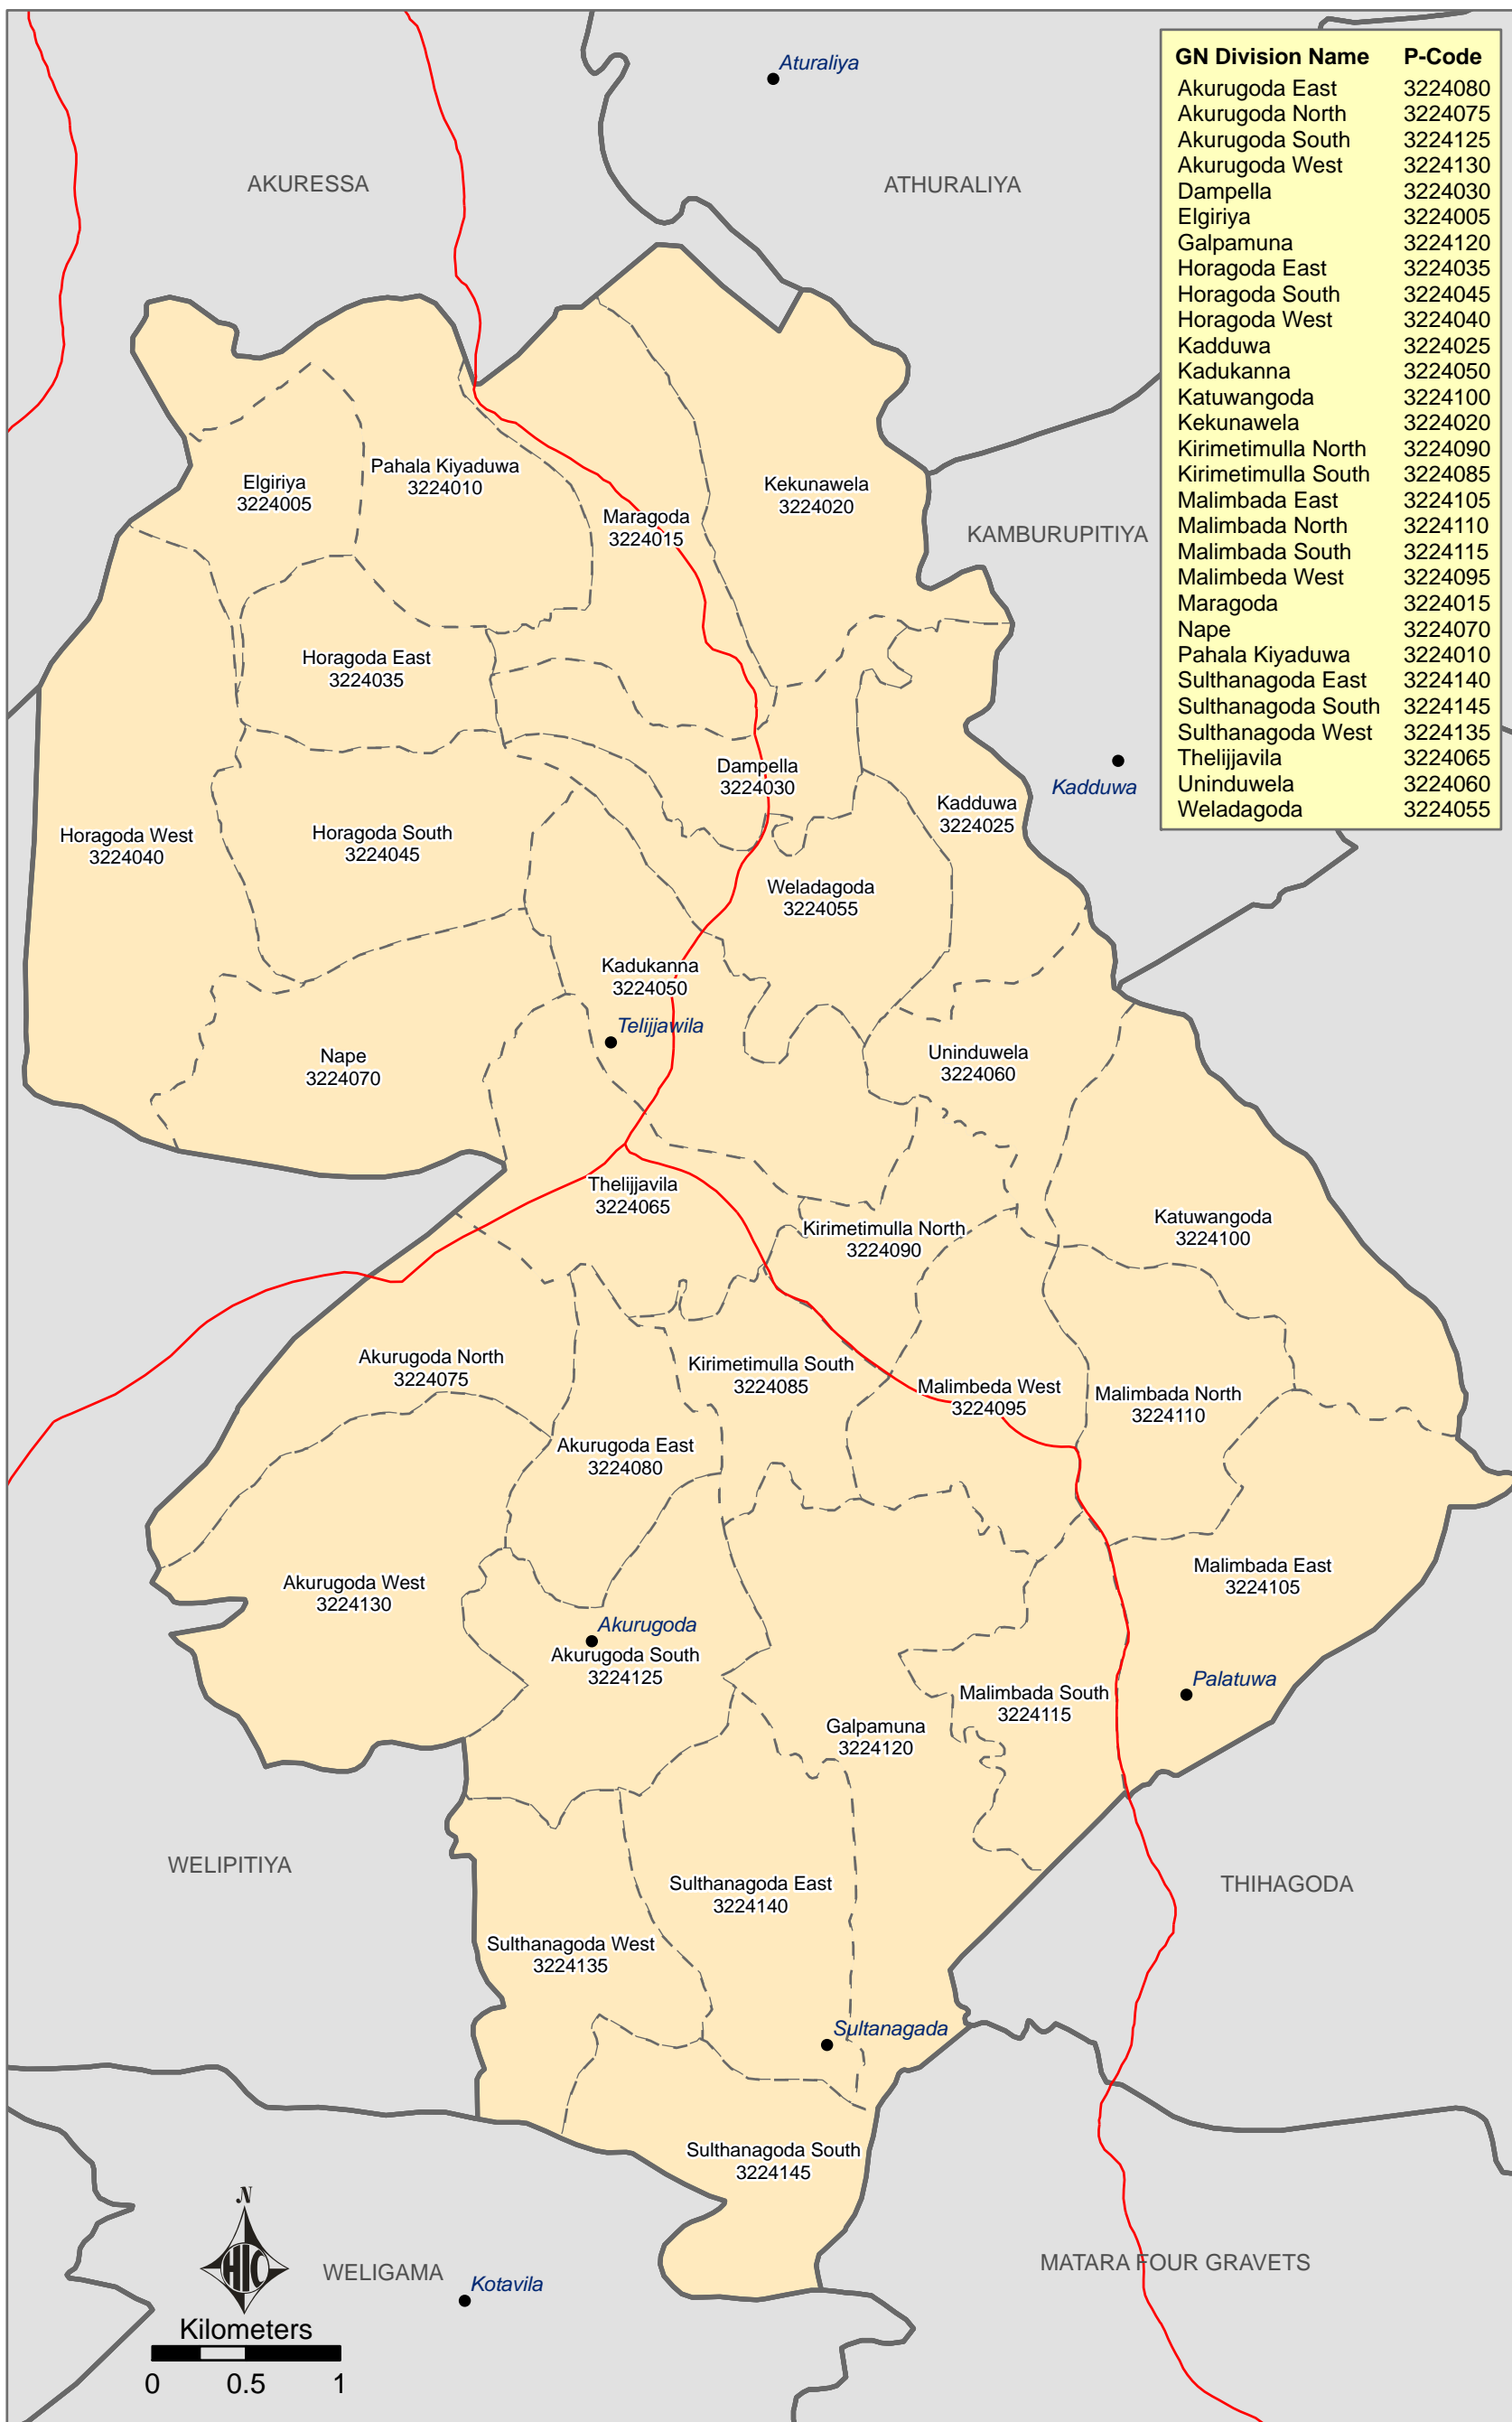 Aturaliya
AKURESSA
ATHURALIYA
GN Division Name P-Code
Akurugoda East 3224080
Akurugoda North 3224075
Akurugoda South 3224125
Akurugoda West 3224130
Dampella 3224030
Elgiriya 3224005
Galpamuna 3224120
Horagoda East 3224035
Horagoda South 3224045
Horagoda West 3224040
Kadduwa 3224025
Kadukanna 3224050
Katuwangoda 3224100
Kekunawela 3224020
Kirimetimulla North 3224090
Kirimetimulla South 3224085
Malimbada East 3224105
Malimbada North 3224110
Malimbada South 3224115
Malimbeda West 3224095
Maragoda 3224015
Nape 3224070
Pahala Kiyaduwa 3224010
Sulthanagoda East 3224140
Sulthanagoda South 3224145
Sulthanagoda West 3224135
Thelijjavila 3224065
Uninduwela 3224060
Weladagoda 3224055
Pahala Kiyaduwa
3224010
Elgiriya
3224005
Kekunawela
3224020
Maragoda
3224015
KAMBURUPITIYA
Horagoda East
3224035
Dampella
3224030
Kadduwa
Kadduwa
3224025
Horagoda West
3224040
Horagoda South
3224045
Weladagoda
3224055
Kadukanna
3224050
Telijjawila
Nape
3224070
Uninduwela
3224060
Thelijjavila
3224065
Kirimetimulla North
3224090
Katuwangoda
3224100
Akurugoda North
3224075
Kirimetimulla South
3224085
Malimbeda West
3224095
Malimbada North
3224110
Akurugoda East
3224080
Malimbada East
3224105
Akurugoda West
3224130
Akurugoda
Akurugoda South
3224125
Palatuwa
Malimbada South
3224115
Galpamuna
3224120
WELIPITIYA
THIHAGODA
Sulthanagoda East
3224140
Sulthanagoda West
3224135
Sultanagada
Sulthanagoda South
3224145
N
HIC
WELIGAMA
Kotavila
MATARA FOUR GRAVETS
Kilometers
0 0.5 1